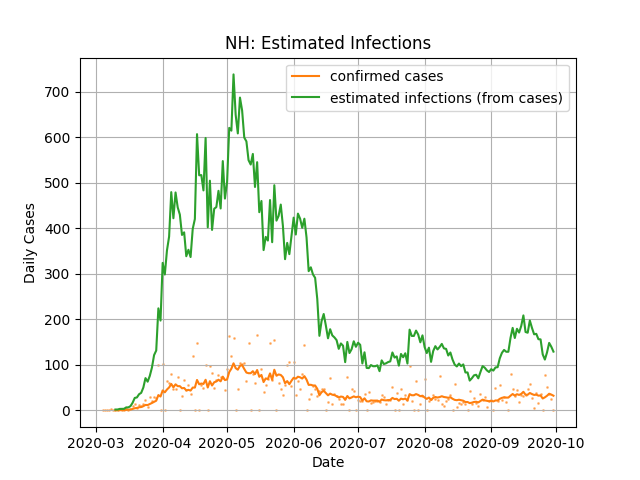 NH: Estimated Infections
confirmed cases
estimated infections (from cases)
Daily Cases
700
600
500
400
300
200
100
0
2020-03 2020-04 2020-05 2020-06 2020-07 2020-08 2020-09 2020-10
Date